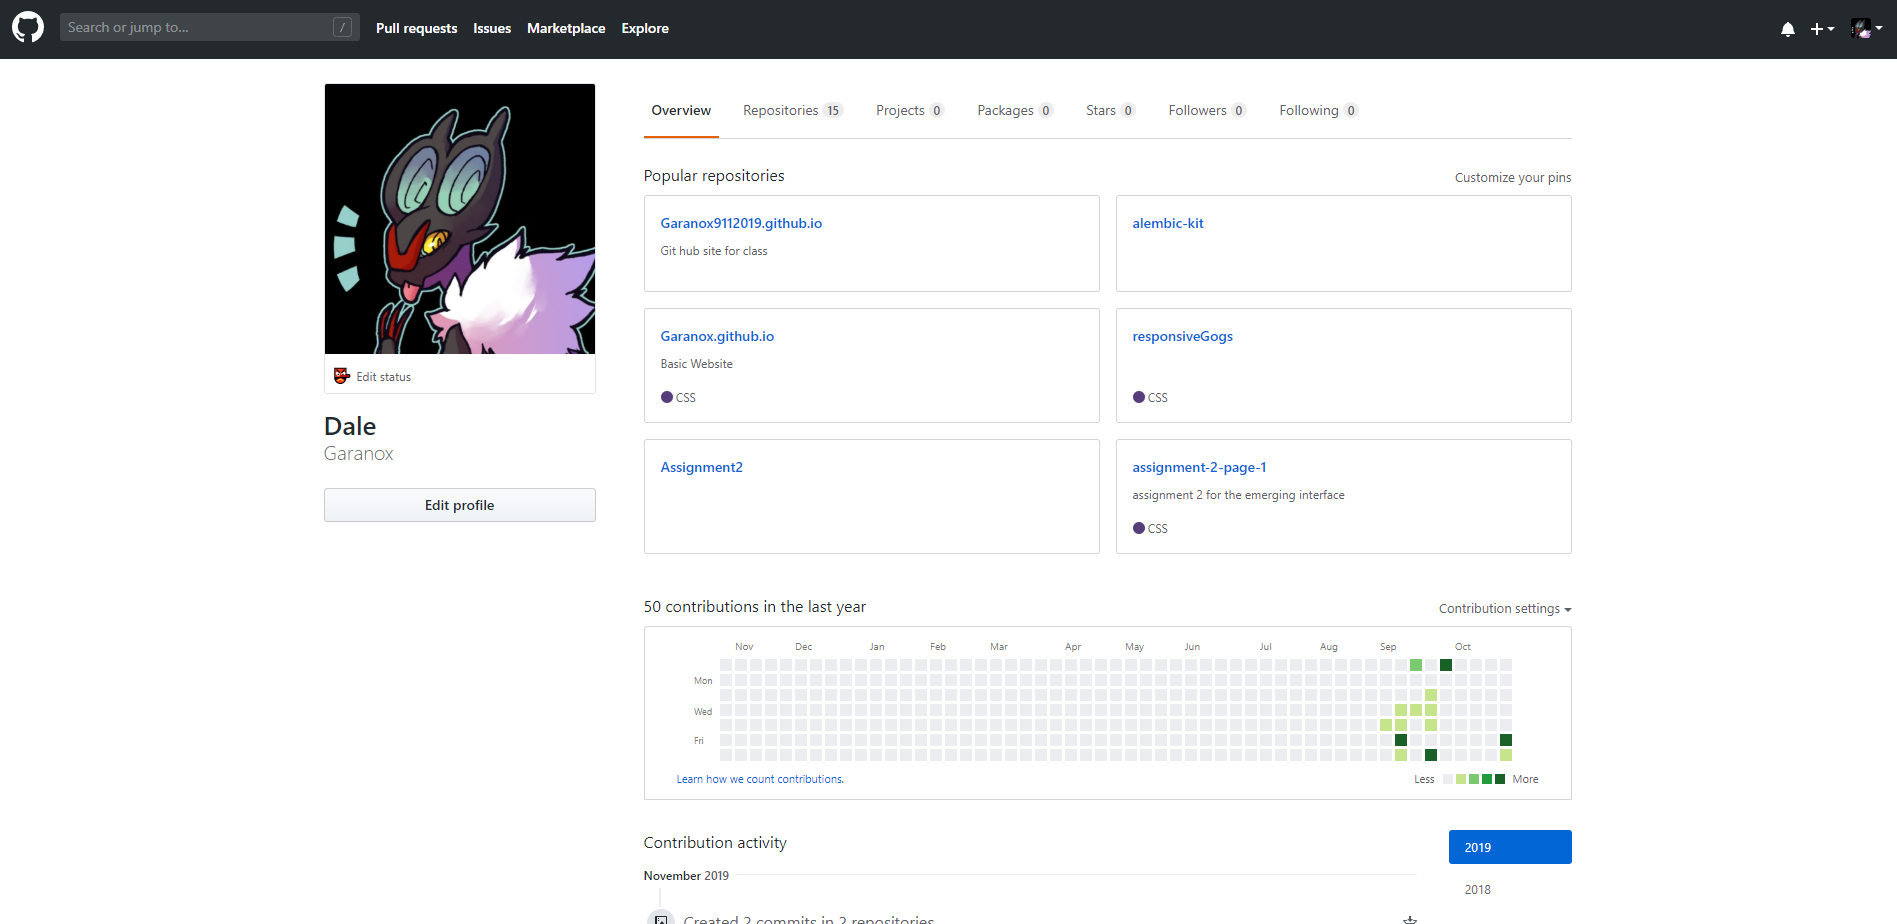 Search or jump to... /
Pull requests Issues Marketplace Explore
Overview Repositories 15 Projects 0 Packages 0 Stars 0 Followers 0 Following 0
Edit status
Dale
Garanox
Edit profile
Popular repositories
Customize your pins
Garanox9112019.github.io
Git hub site for class
alembic-kit
Garanox.github.io
Basic Website
CSS
responsiveGogs
CSS
Assignment2
assignment-2-page-1
assignment 2 for the emerging interface
CSS
50 contributions in the last year
Contribution settings
Nov Dec Jan Feb Mar Apr May Jun Jul Aug Sep Oct
Mon
Wed
Fri
Learn how we count contributions.
Less More
Contribution activity
2019
2018
November 2019
Created 2 commits in 2 repositories